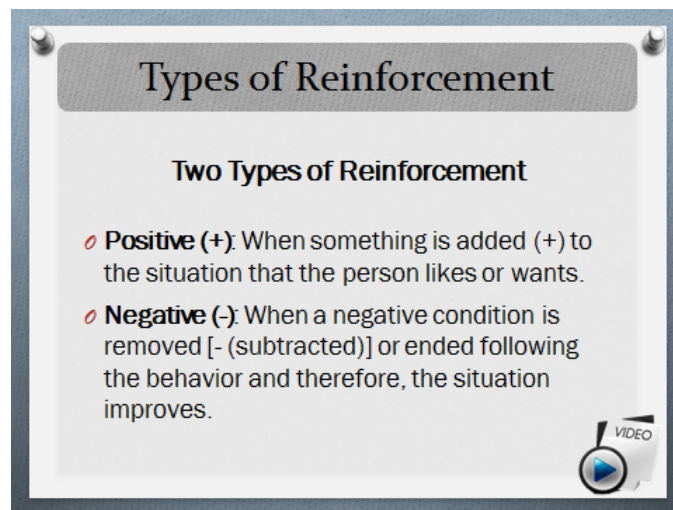 Types of Reinforcement
Two Types of Reinforcement
Positive (+): When something is added (+) to
the situation that the person likes or wants.
Negative (-): When a negative condition is
removed [- (subtracted)] or ended following
the behavior and therefore, the situation
improves.
VIDEO